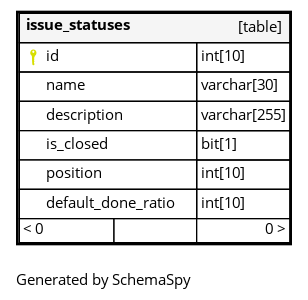 issue_statuses [table]
id int[10]
name varchar[30]
description varchar[255]
is_closed bit[1]
position int[10]
default_done_ratio int[10]
< 0 0 >
Generated by SchemaSpy